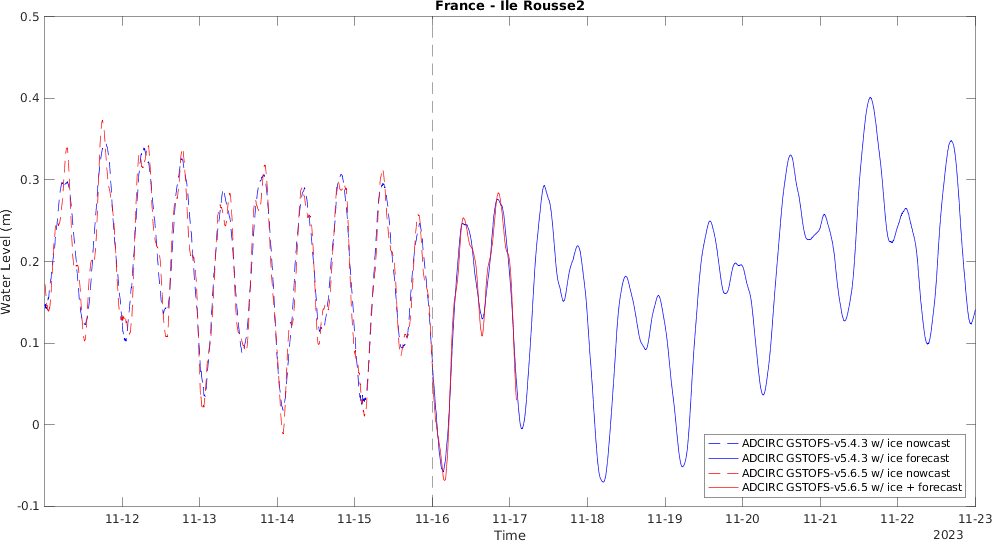 France - Ile Rousse2
0.5
0.4
0.3
0.2
0.1
0
-0.1
Water Level (m)
ADCIRC GSTOFS-v5.4.3 w/ ice nowcast
ADCIRC GSTOFS-v5.4.3 w/ ice forecast
ADCIRC GSTOFS-v5.6.5 w/ ice nowcast
ADCIRC GSTOFS-v5.6.5 w/ ice + forecast
11-12 11-13 11-14 11-15 11-16 11-17 11-18 11-19 11-20 11-21 11-22 11-23
Time
2023